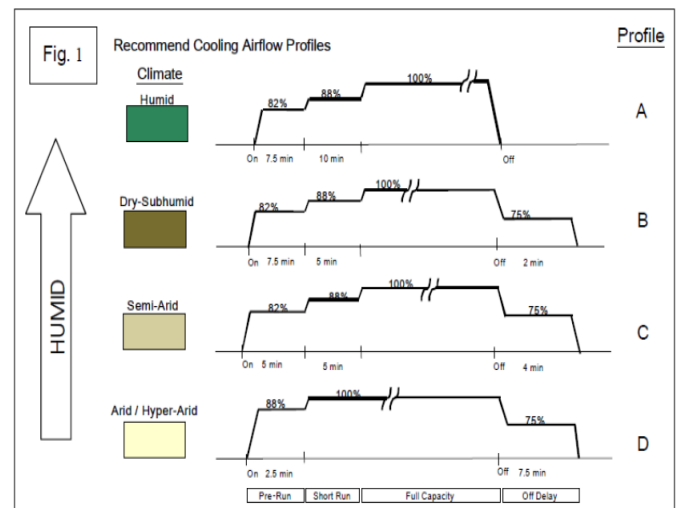 Fig. 1
Recommend Cooling Airflow Profiles
Profile
Climate
Humid
82%
88%
100%
A
On 7.5 min 10 min Off
Dry-Subhumid
82%
88%
100%
75%
B
On 7.5 min 5 min Off 2 min
HUMID
Semi-Arid
82%
88%
100%
75%
C
On 5 min 5 min Off 4 min
Arid / Hyper-Arid
88%
100%
75%
D
On 2.5 min Off 7.5 min
Pre-Run Short Run Full Capacity Off Delay